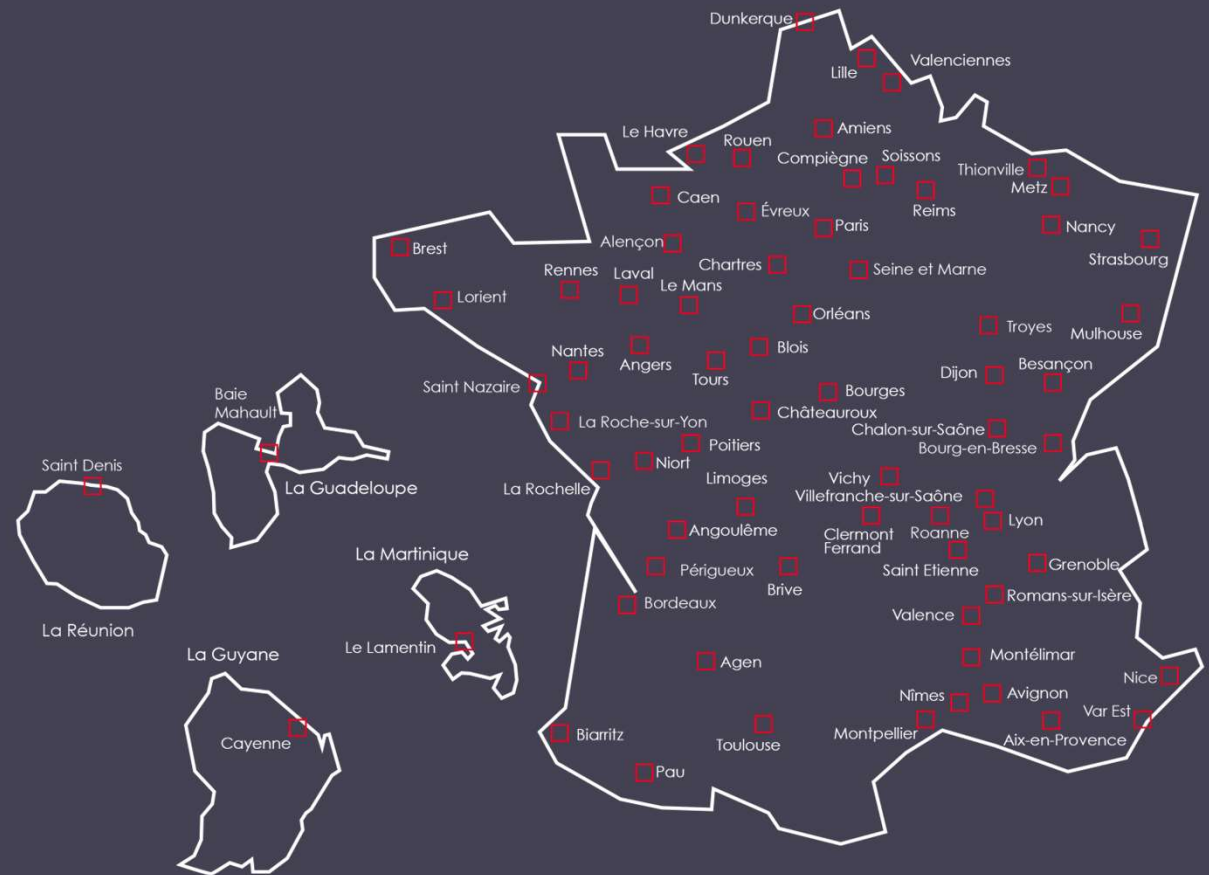 Dunkerque
Lille
Valenciennes
Amiens
Le Havre
Rouen
Compiègne
Soissons
Thionville
Metz
Reims
Caen
Évreux
Paris
Nancy
Strasbourg
Brest
Alençon
Chartres
Seine et Marne
Rennes
Laval
Le Mans
Lorient
Orléans
Troyes
Mulhouse
Nantes
Angers
Tours
Blois
Dijon
Besançon
Saint Nazaire
Bourges
Châteauroux
Baie
Mahault
La Roche-sur-Yon
Chalon-sur-Saône
Bourg-en-Bresse
Poitiers
Niort
Saint Denis
La Guadeloupe
La Rochelle
Limoges
Vichy
Villefranche-sur-Saône
Lyon
Angoulême
Clermont
Ferrand
Roanne
La Martinique
Périgueux
Brive
Saint Etienne
Grenoble
Bordeaux
Romans-sur-Isère
Valence
La Réunion
Le Lamentin
La Guyane
Agen
Montélimar
Nice
Nîmes
Avignon
Var Est
Cayenne
Biarritz
Toulouse
Montpellier
Aix-en-Provence
Pau